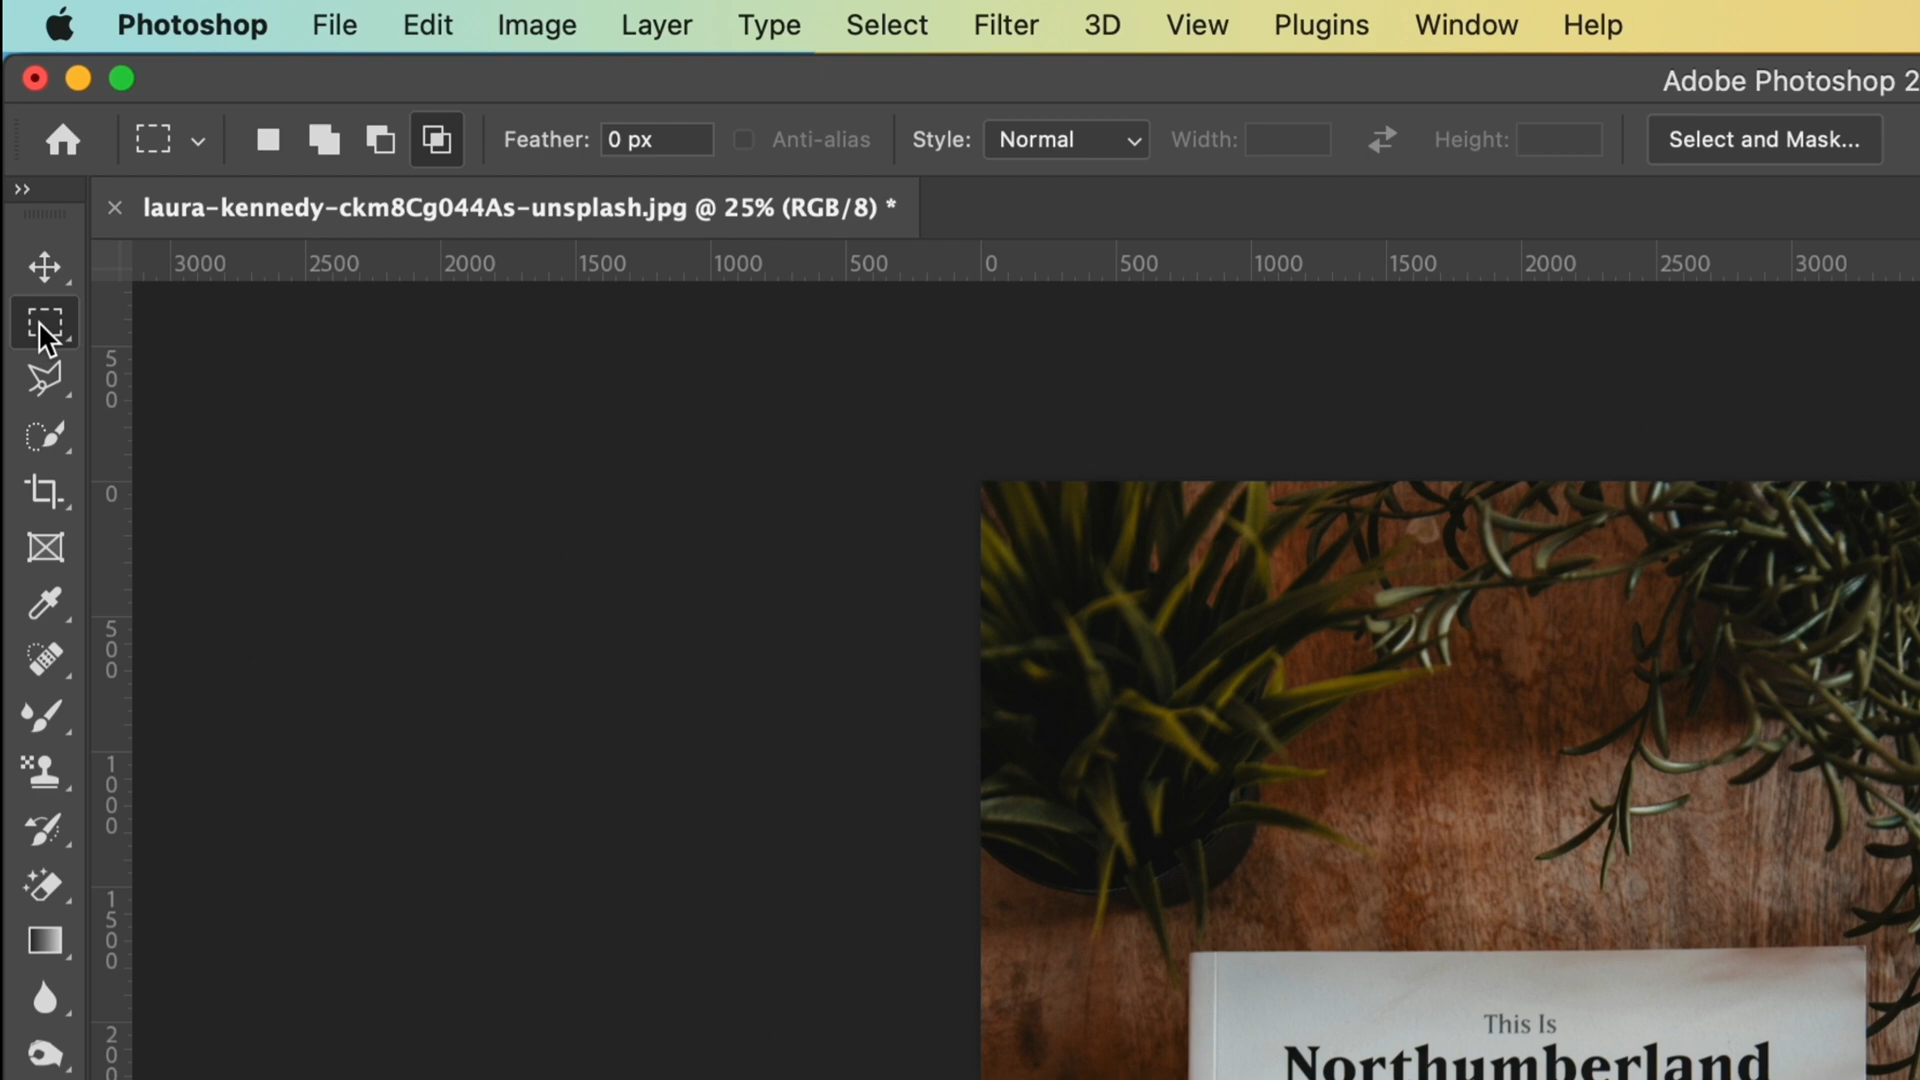 Photoshop File Edit Image Layer Type Select Filter 3D View Plugins Window Help
Adobe Photoshop 2
Feather: 0 px Anti-alias Style: Normal Width: Height: Select and Mask...
laura-kennedy-ckm8Cg044As-unsplash.jpg @ 25% (RGB/8) *
3000 2500 2000 1500 1000 500 0 500 1000 1500 2000 2500 3000
500
0
500
1000
1500
200
This Is
Northumberland